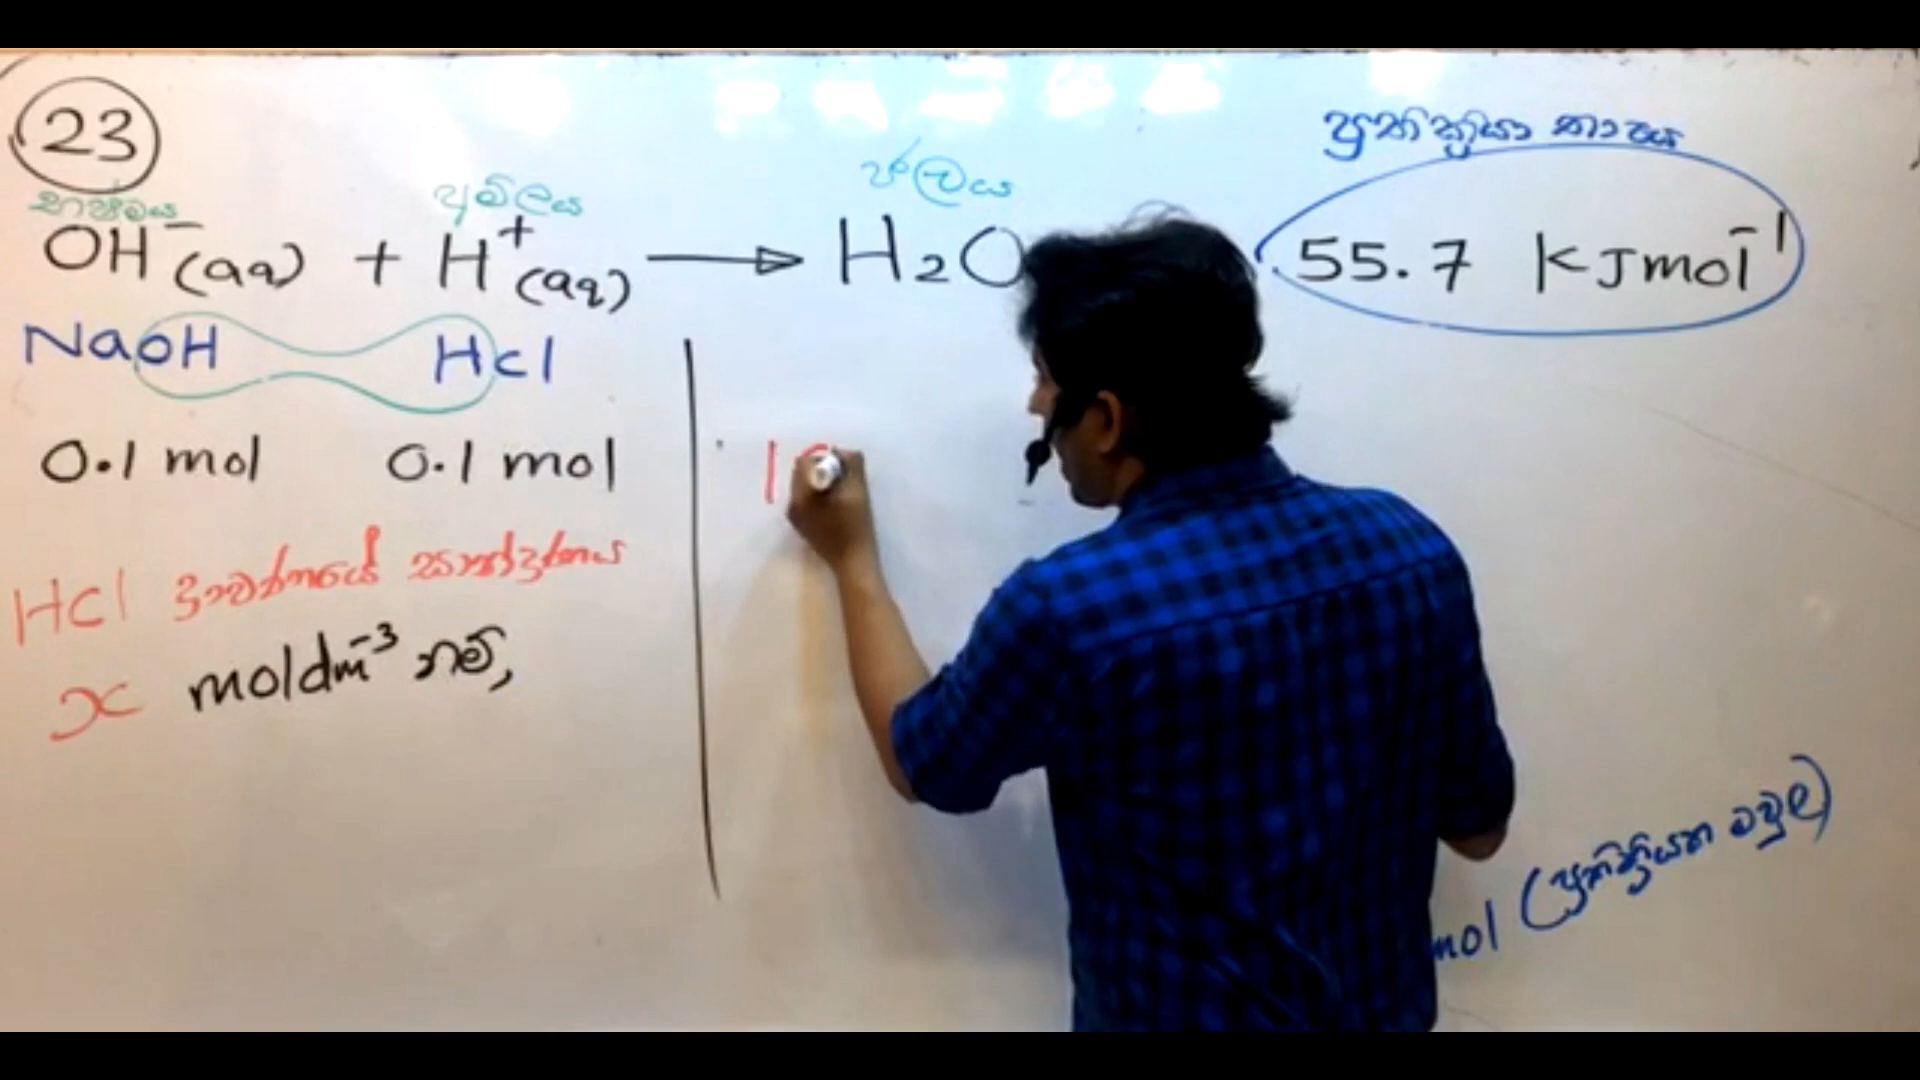 23
ප්‍රතික්‍රියා තාපය
භාෂ්මය අම්ලය ජලය
OH⁻(aq) + H⁺(aq) → H₂O 55.7 kJmol⁻¹
NaOH HCl
0.1 mol 0.1 mol
HCl ද්‍රාවණයේ සාන්ද්‍රණය
x moldm⁻³ නම්,
mol (ප්‍රතික්‍රියක මවුල)